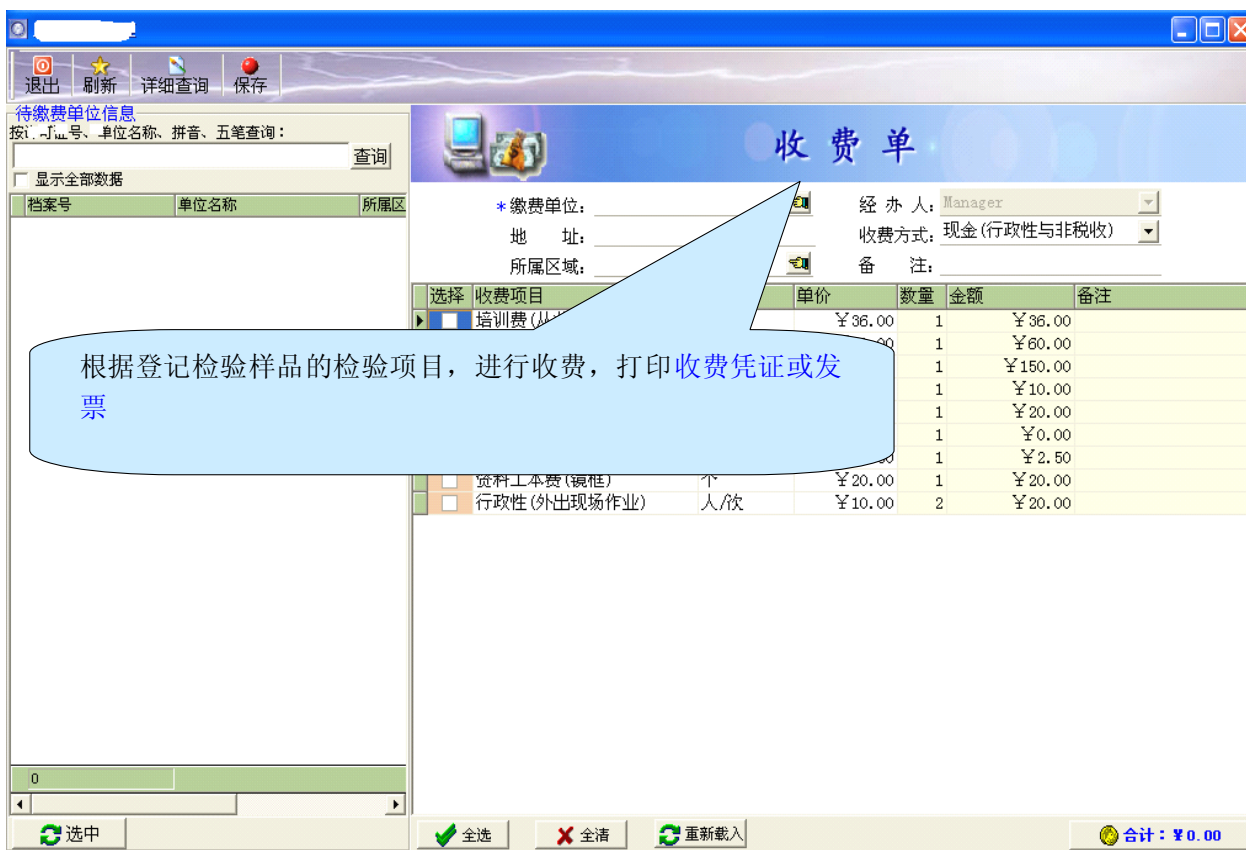 退出 刷新 详细查询 保存
待缴费单位信息
单位名称、拼音、五笔查询：
查询
显示全部数据
档案号 单位名称 所属区
0
选中
收费单
*缴费单位： 经办人： Manager
地 址： 收费方式： 现金(行政性与非税收)
所属区域： 备 注：
选择 收费项目 单价 数量 金额 备注
培训费( ￥36.00 1 ￥36.00
1 ￥60.00
1 ￥150.00
1 ￥10.00
1 ￥20.00
1 ￥0.00
1 ￥2.50
资料工本费(镜框) 个 ￥20.00 1 ￥20.00
行政性(外出现场作业) 人/次 ￥10.00 2 ￥20.00
根据登记检验样品的检验项目，进行收费，打印收费凭证或发
票
全选 全清 重新载入 合计：￥0.00